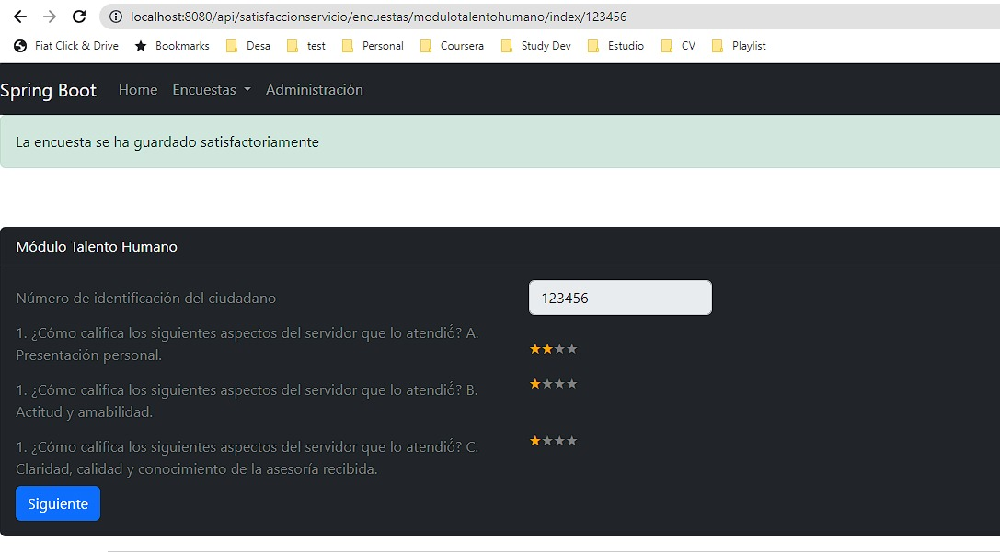 localhost:8080/api/satisfaccionservicio/encuestas/modulotalentohumano/index/123456
Fiat Click & Drive Bookmarks Desa test Personal Coursera Study Dev Estudio CV Playlist
Spring Boot Home Encuestas Administración
La encuesta se ha guardado satisfactoriamente
Módulo Talento Humano
Número de identificación del ciudadano 123456
1. ¿Cómo califica los siguientes aspectos del servidor que lo atendió? A.
Presentación personal.
1. ¿Cómo califica los siguientes aspectos del servidor que lo atendió? B.
Actitud y amabilidad.
1. ¿Cómo califica los siguientes aspectos del servidor que lo atendió? C.
Claridad, calidad y conocimiento de la asesoría recibida.
Siguiente